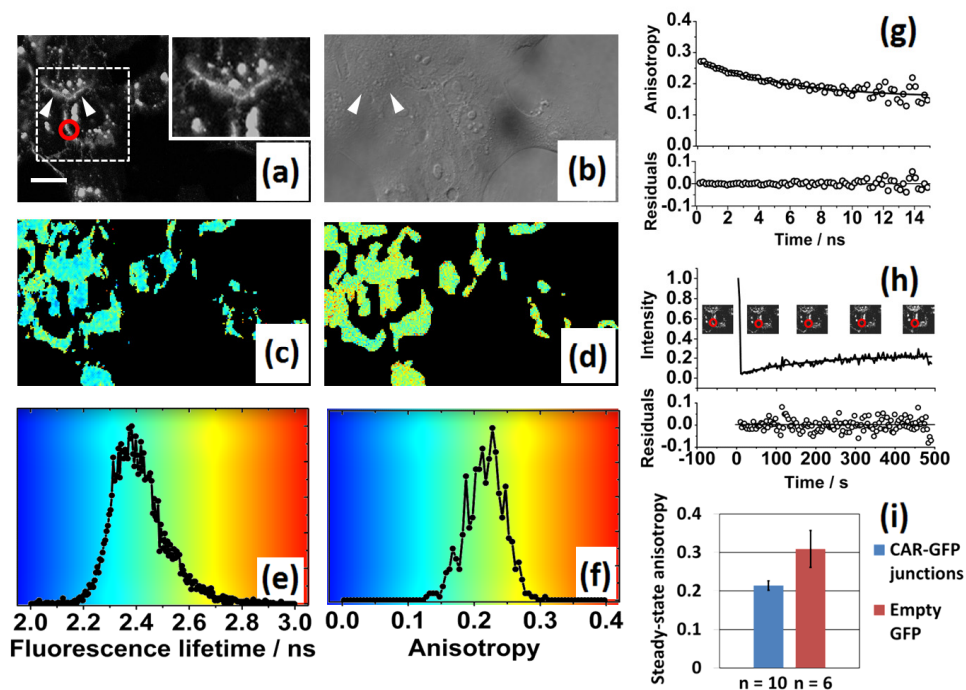 (a)
(b)
(c)
(d)
(e)
2.0 2.2 2.4 2.6 2.8 3.0
Fluorescence lifetime / ns
(f)
0.0 0.1 0.2 0.3 0.4
Anisotropy
(g)
Anisotropy
0.4
0.3
0.2
0.1
0.0
Residuals
0.1
0.0
-0.1
0 2 4 6 8 10 12 14
Time / ns
(h)
Intensity
1.0
0.8
0.6
0.4
0.2
0.0
Residuals
0.1
0.0
-0.1
-100 0 100 200 300 400 500
Time / s
(i)
Steady-state anisotropy
0.4
0.3
0.2
0.1
0
n = 10 n = 6
CAR-GFP
junctions
Empty
GFP